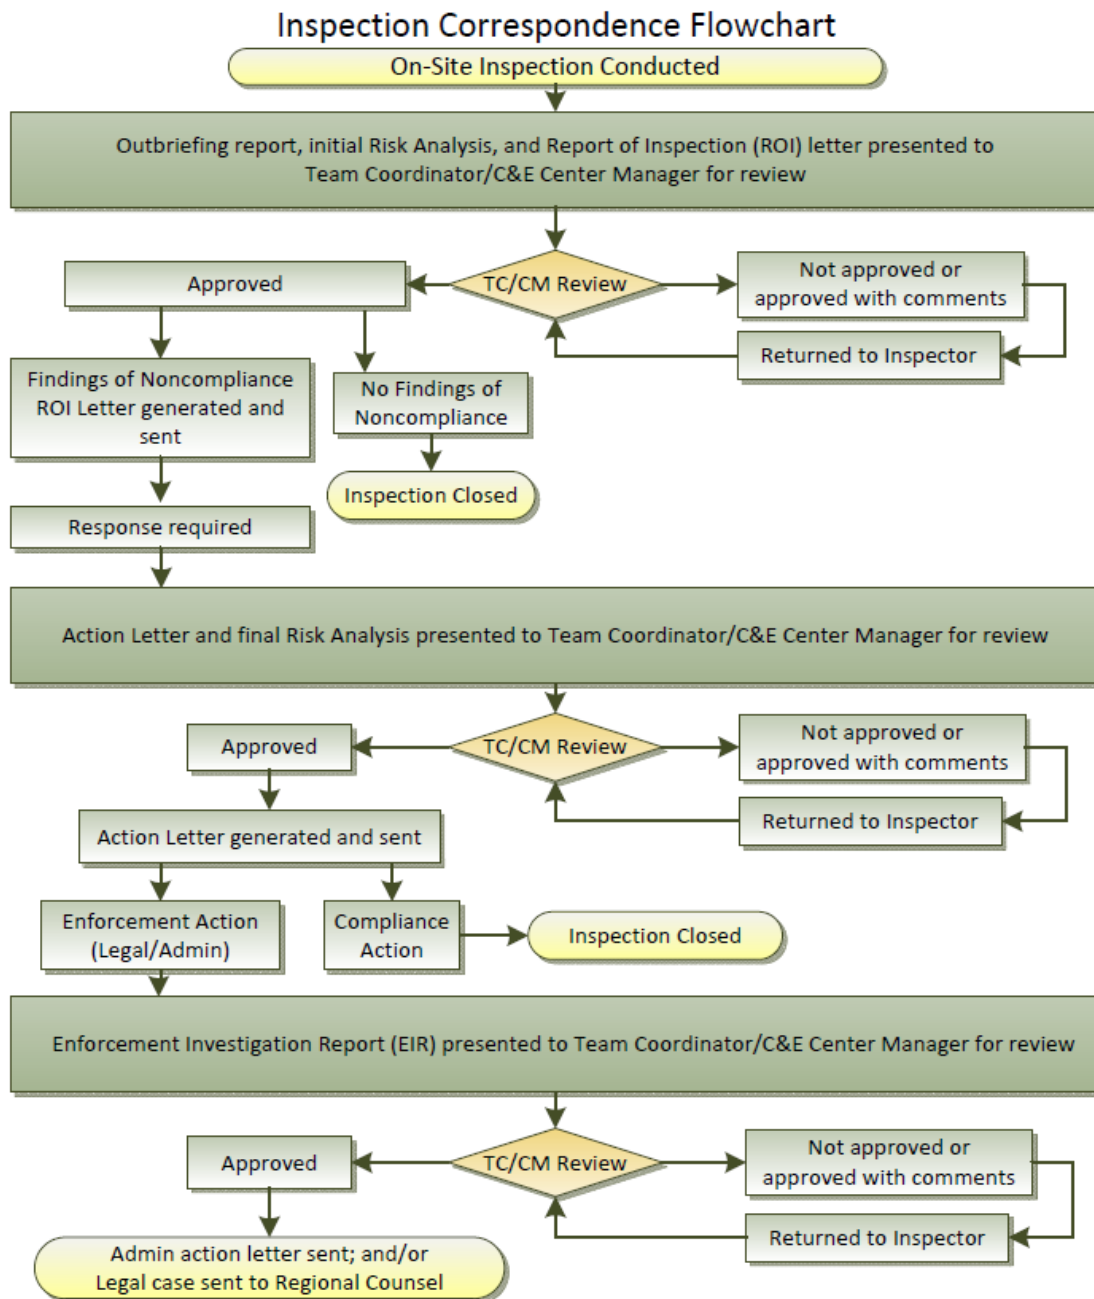 Inspection Correspondence Flowchart
On-Site Inspection Conducted
Outbriefing report, initial Risk Analysis, and Report of Inspection (ROI) letter presented to
Team Coordinator/C&E Center Manager for review
Approved
TC/CM Review
Not approved or
approved with comments
Returned to Inspector
Findings of Noncompliance
ROI Letter generated and
sent
No Findings of
Noncompliance
Inspection Closed
Response required
Action Letter and final Risk Analysis presented to Team Coordinator/C&E Center Manager for review
Approved
TC/CM Review
Not approved or
approved with comments
Returned to Inspector
Action Letter generated and sent
Enforcement Action
(Legal/Admin)
Compliance
Action
Inspection Closed
Enforcement Investigation Report (EIR) presented to Team Coordinator/C&E Center Manager for review
Approved
TC/CM Review
Not approved or
approved with comments
Returned to Inspector
Admin action letter sent; and/or
Legal case sent to Regional Counsel